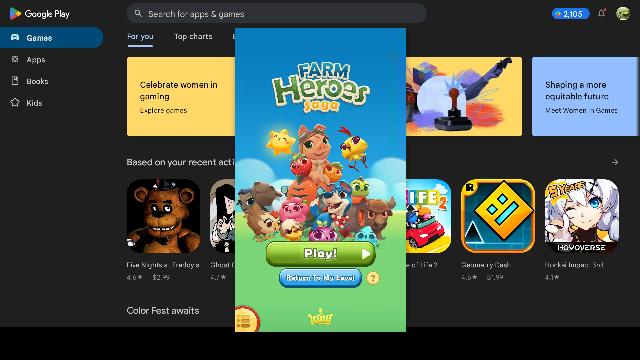 Google Play
Search for apps & games
2,105
Games
Apps
Books
Kids
For you
Top charts
Celebrate women in
gaming
Explore games
Shaping a more
equitable future
Meet Women in Games
FARM
Heroes
Saga
Based on your recent acti
LIFE 2
HOYOVERSE
Play!
Return To My Level
?
King
Five Nights a
Freddy's
4.6★ $2.99
Ghost
4.7★
e of Life 2
Geometry Dash
4.6★ $1.99
Honkai Impact 3rd
4.1★
Color Fest awaits